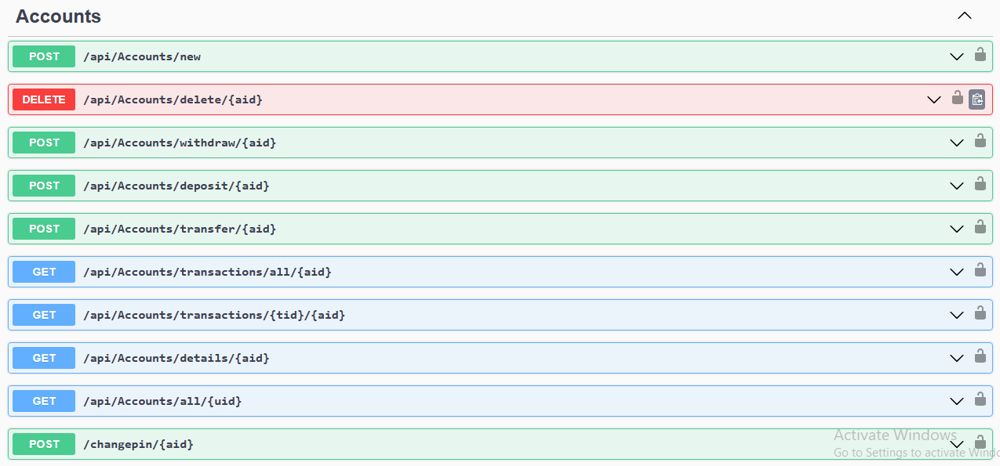 Accounts
POST /api/Accounts/new
DELETE /api/Accounts/delete/{aid}
POST /api/Accounts/withdraw/{aid}
POST /api/Accounts/deposit/{aid}
POST /api/Accounts/transfer/{aid}
GET /api/Accounts/transactions/all/{aid}
GET /api/Accounts/transactions/{tid}/{aid}
GET /api/Accounts/details/{aid}
GET /api/Accounts/all/{uid}
POST /changepin/{aid}
Activate Windows
Go to Settings to activate Windo